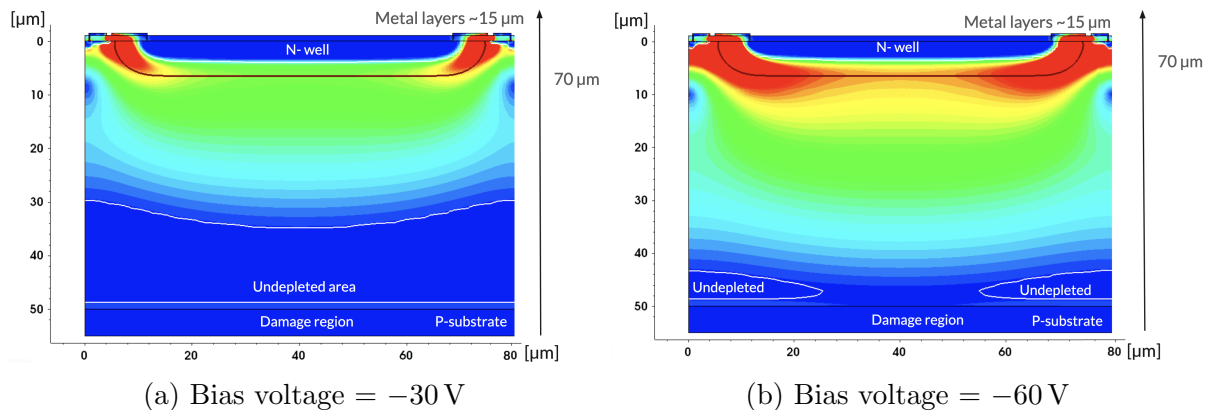 [μm]
Metal layers ~15 μm
0
N- well
10
20
30
40
50
Undepleted area
Damage region
P-substrate
70 μm
0
20
40
60
80
[μm]
(a) Bias voltage = −30 V
[μm]
Metal layers ~15 μm
0
N- well
10
20
30
40
50
Undepleted
Undepleted
Damage region
P-substrate
70 μm
0
20
40
60
80
[μm]
(b) Bias voltage = −60 V